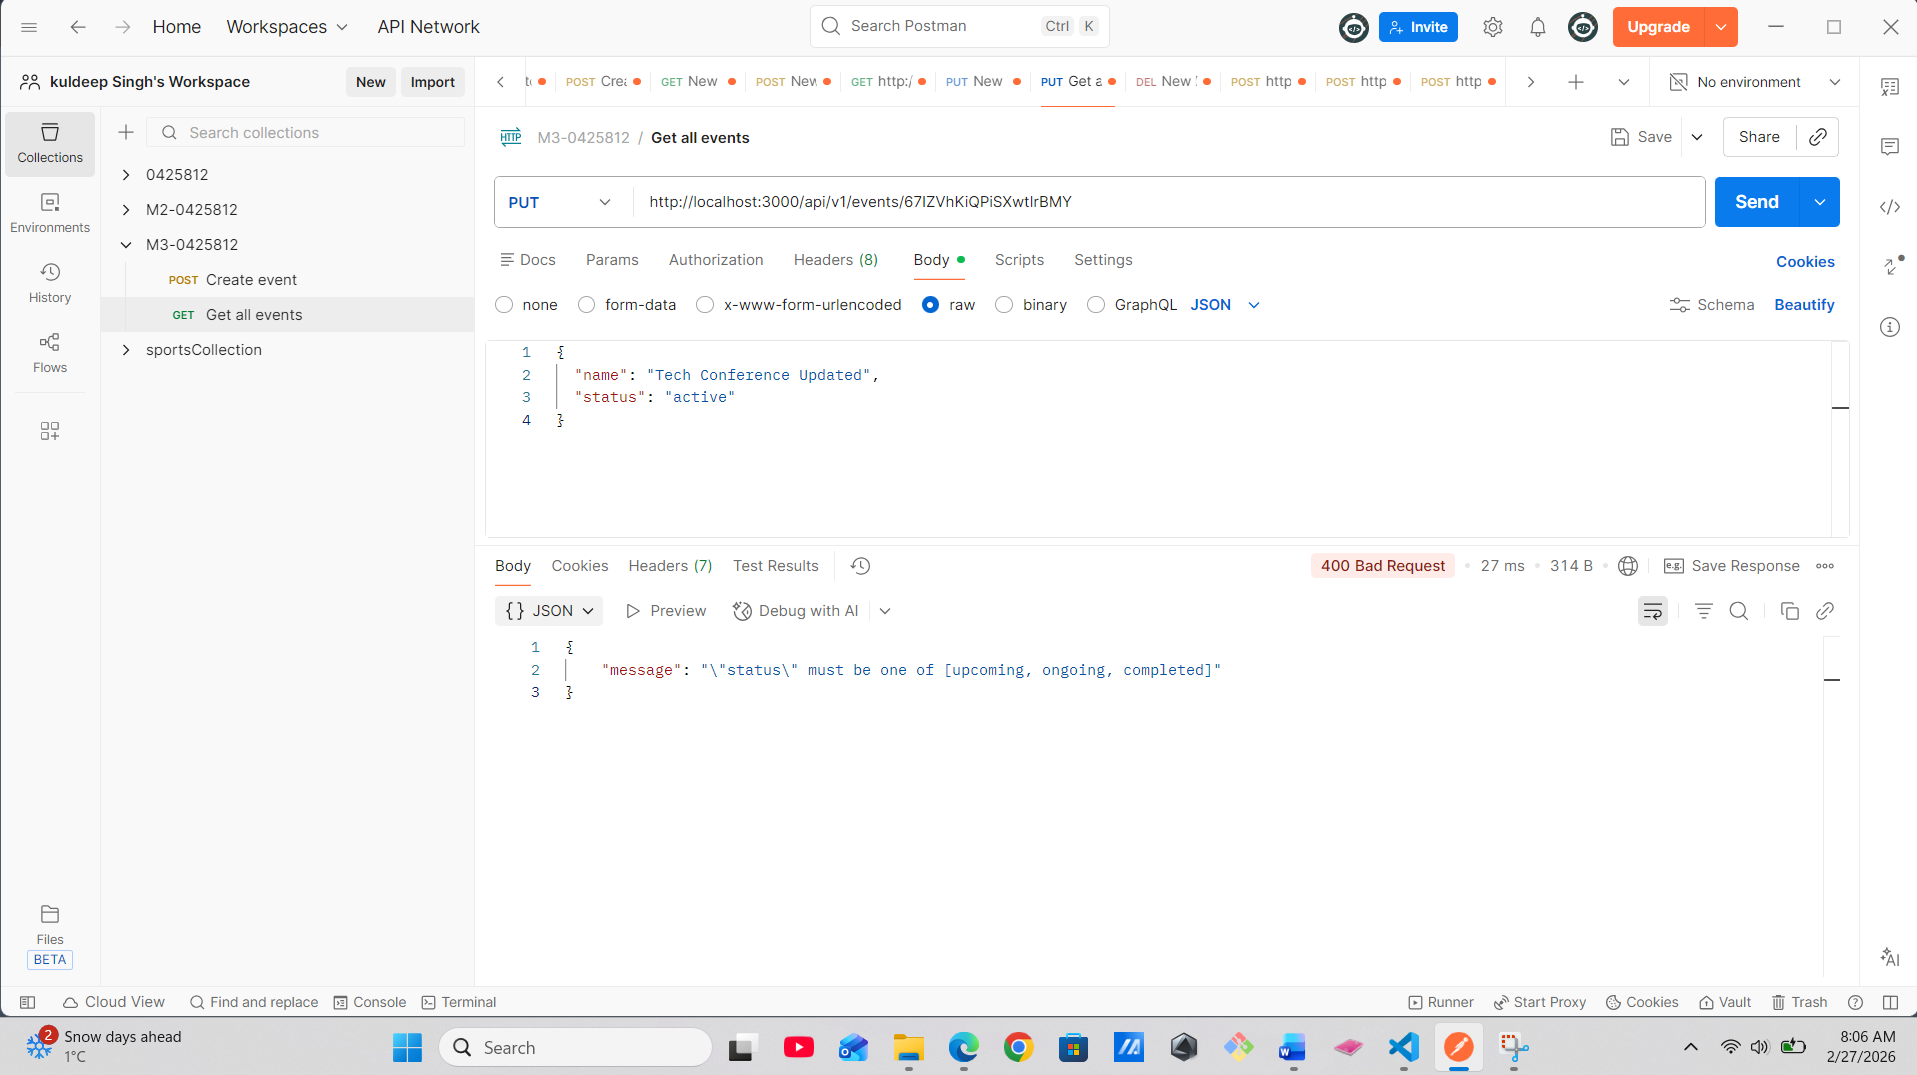 Home Workspaces API Network Search Postman Ctrl K Invite Upgrade
kuldeep Singh's Workspace New Import
POST Crea GET New POST New GET http:/ PUT New PUT Get a DEL New POST http POST http POST http No environment
Collections
Environments
History
Flows
Files
BETA
Search collections
0425812
M2-0425812
M3-0425812
POST Create event
GET Get all events
sportsCollection
HTTP M3-0425812 / Get all events Save Share
PUT http://localhost:3000/api/v1/events/67IZVhKiQPiSXwtIrBMY Send
Docs Params Authorization Headers (8) Body Scripts Settings Cookies
none form-data x-www-form-urlencoded raw binary GraphQL JSON Schema Beautify
1 {
2 "name": "Tech Conference Updated",
3 "status": "active"
4 }
Body Cookies Headers (7) Test Results 400 Bad Request 27 ms 314 B e.g. Save Response
{} JSON Preview Debug with AI
1 {
2 "message": "\"status\" must be one of [upcoming, ongoing, completed]"
3 }
AI
Cloud View Find and replace Console Terminal Runner Start Proxy Cookies Vault Trash
2 Snow days ahead
1°C
Search
8:06 AM
2/27/2026